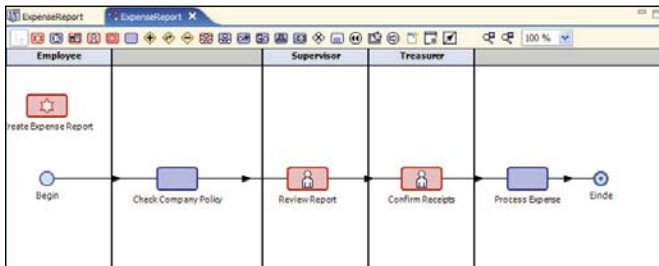 ExpenseReport
ExpenseReport
100 %
Employee
Supervisor
Treasurer
reate Expense Report
Begin
Check Company Policy
Review Report
Confirm Receipts
Process Expense
Einde